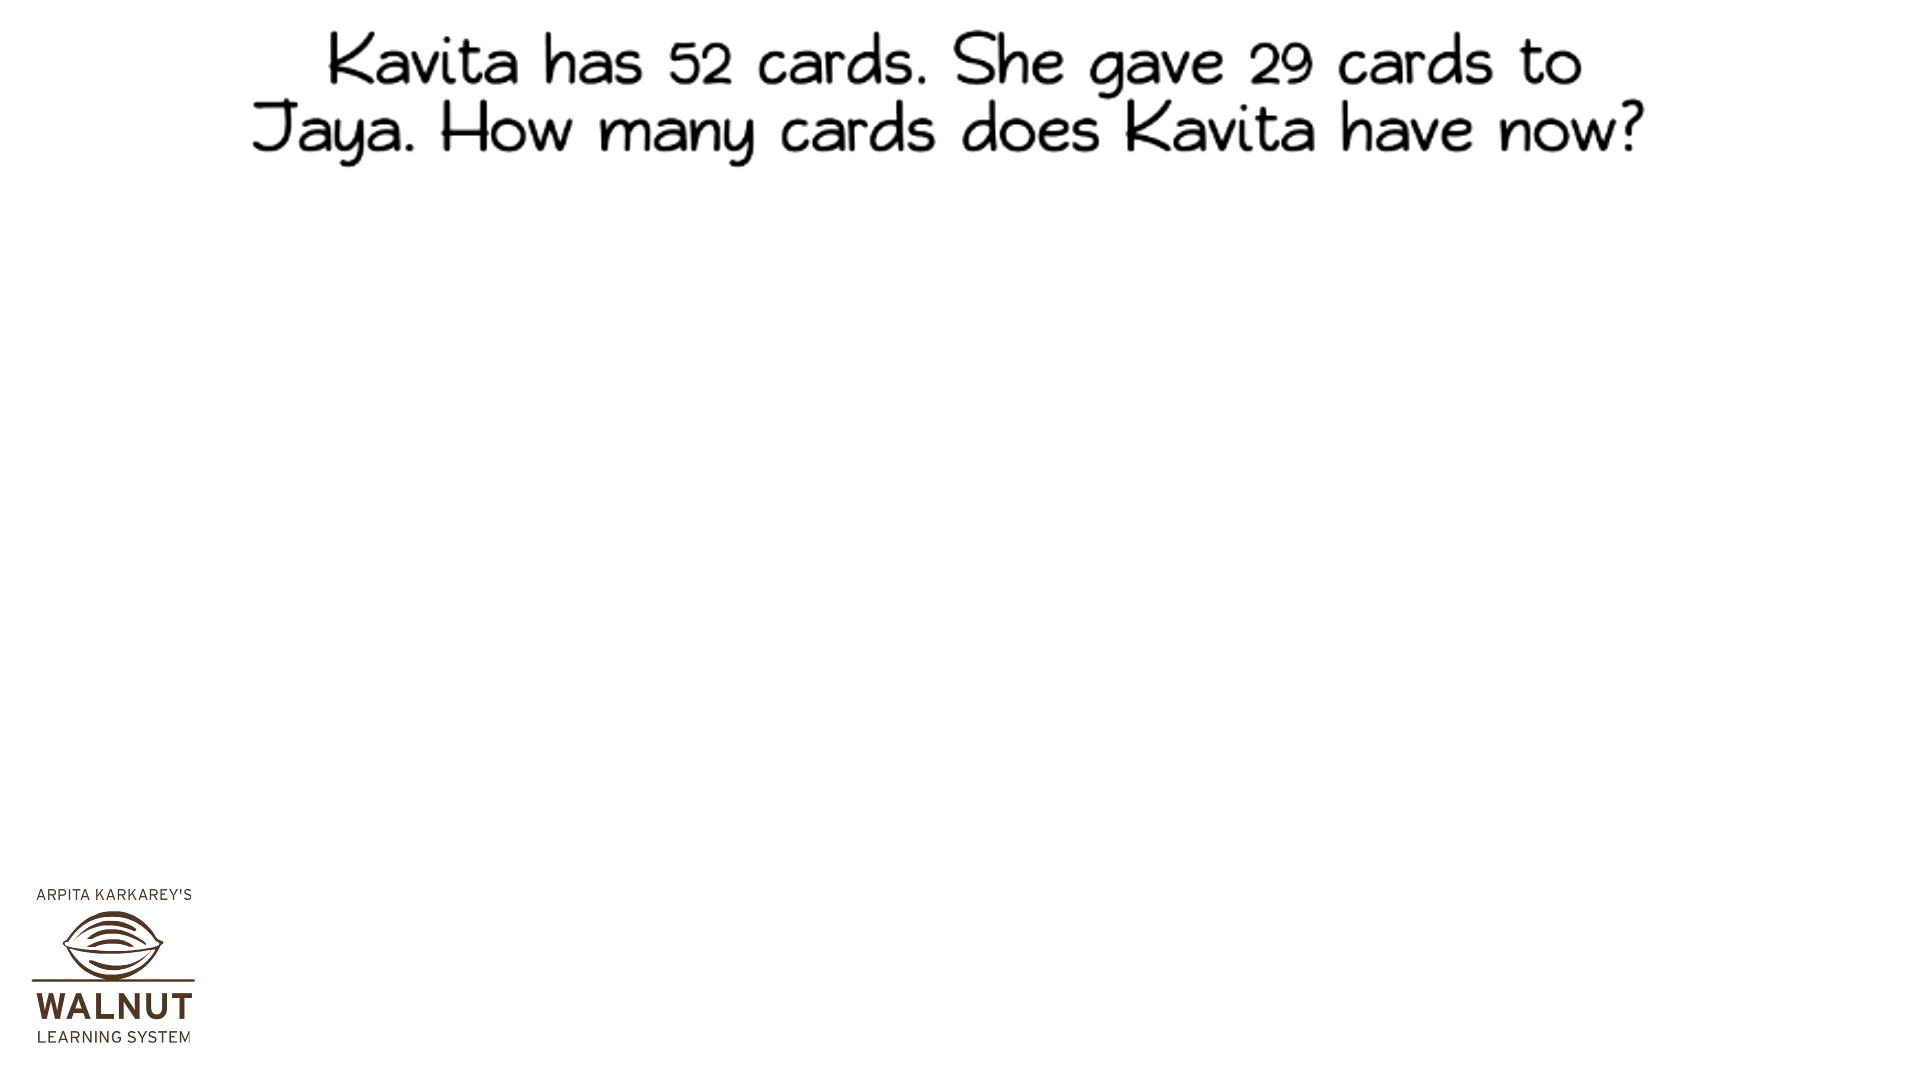 Kavita has 52 cards. She gave 29 cards to
Jaya. How many cards does Kavita have now?
ARPITA KARKAREY'S
WALNUT
LEARNING SYSTEM